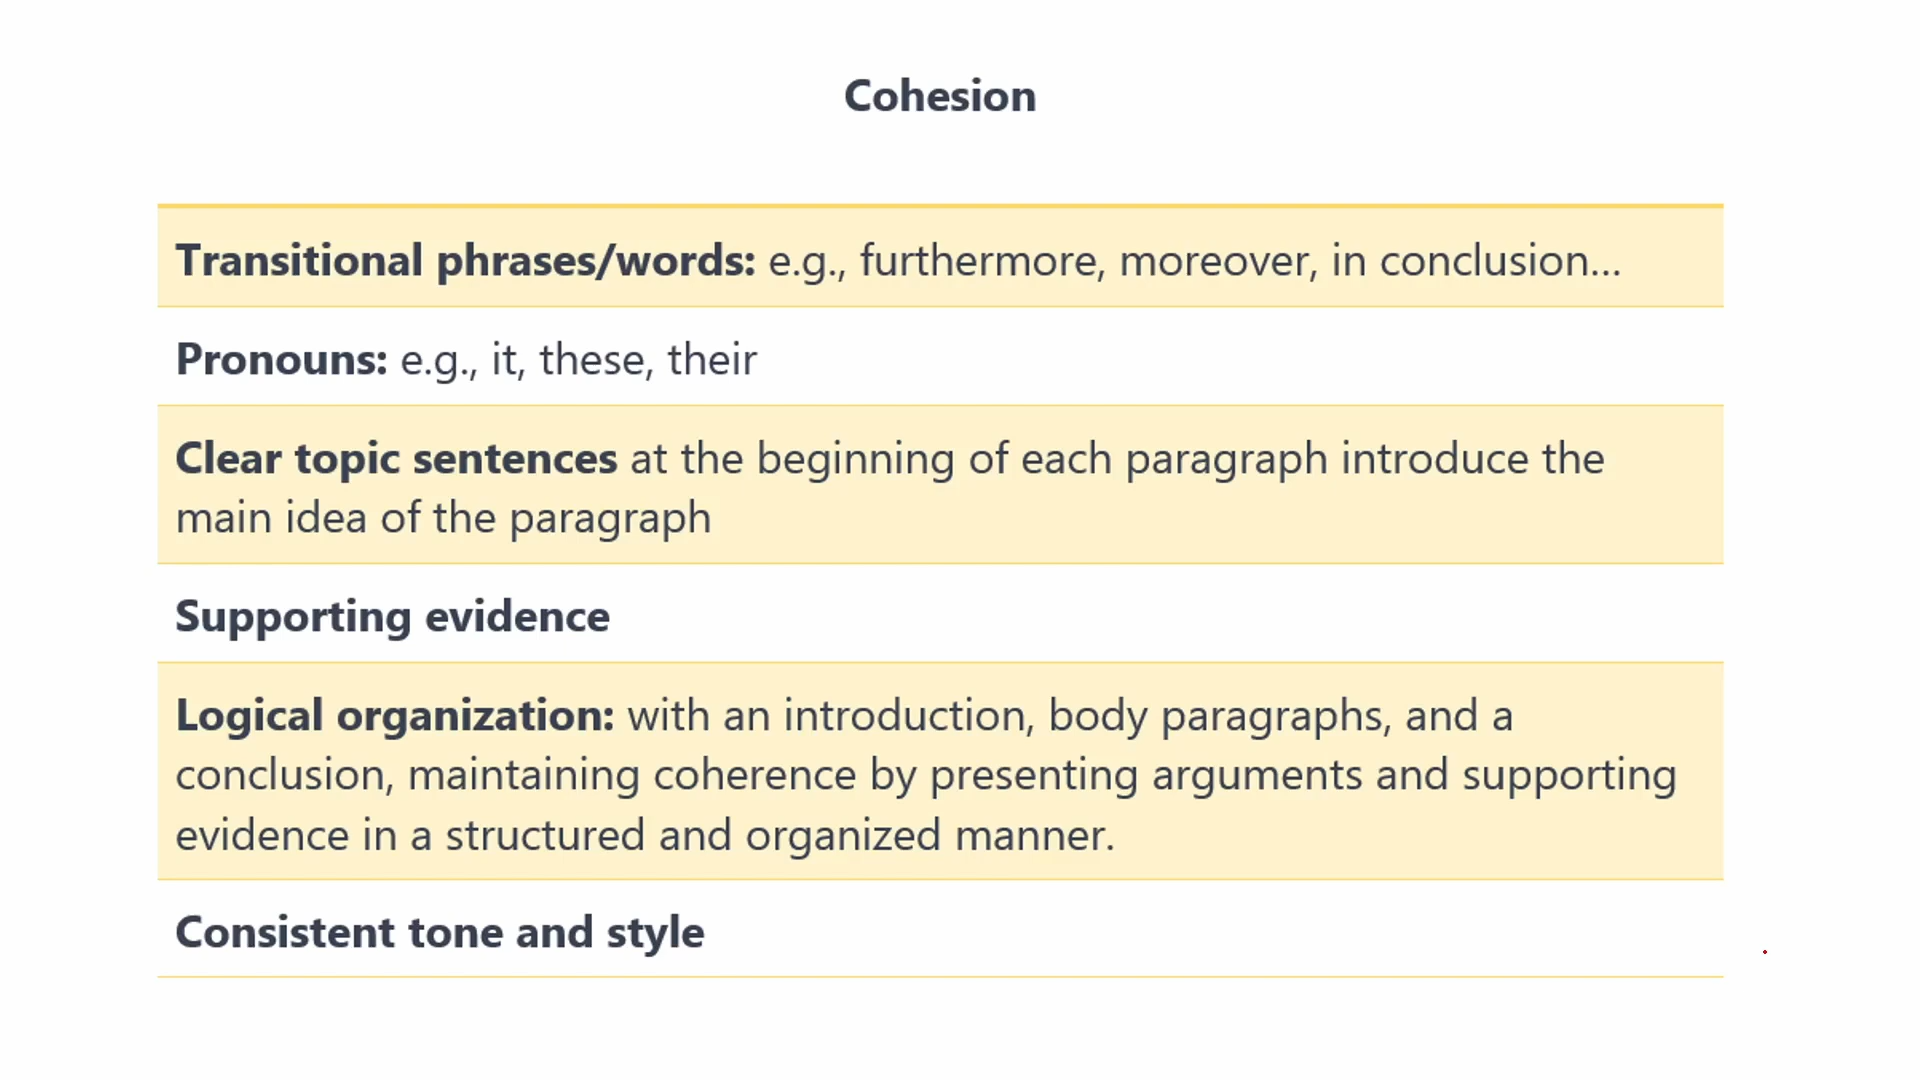 Cohesion
Transitional phrases/words: e.g., furthermore, moreover, in conclusion...
Pronouns: e.g., it, these, their
Clear topic sentences at the beginning of each paragraph introduce the
main idea of the paragraph
Supporting evidence
Logical organization: with an introduction, body paragraphs, and a
conclusion, maintaining coherence by presenting arguments and supporting
evidence in a structured and organized manner.
Consistent tone and style